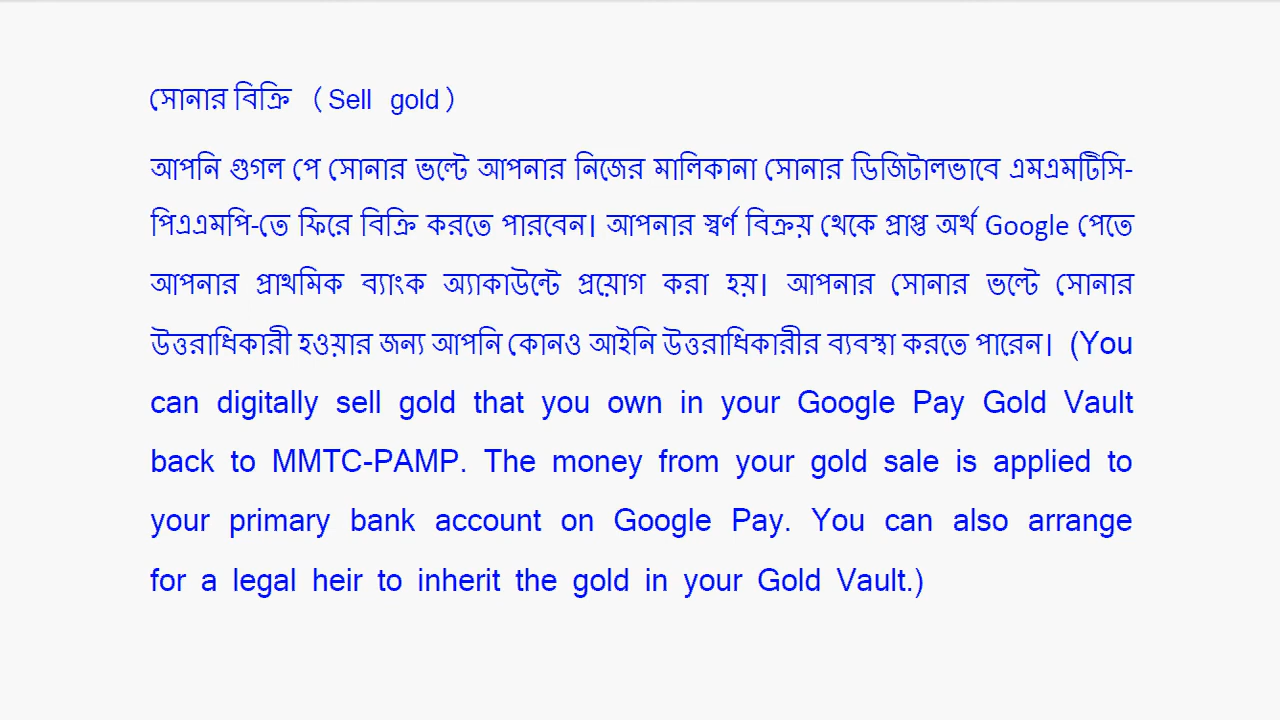 সোনার বিক্রি (Sell gold)
আপনি গুগল পে সোনার ভল্টে আপনার নিজের মালিকানা সোনার ডিজিটালভাবে এমএমটিসি-
পিএএমপি-তে ফিরে বিক্রি করতে পারবেন। আপনার স্বর্ণ বিক্রয় থেকে প্রাপ্ত অর্থ Google পেতে
আপনার প্রাথমিক ব্যাংক অ্যাকাউন্টে প্রয়োগ করা হয়। আপনার সোনার ভল্টে সোনার
উত্তরাধিকারী হওয়ার জন্য আপনি কোনও আইনি উত্তরাধিকারীর ব্যবস্থা করতে পারেন। (You
can digitally sell gold that you own in your Google Pay Gold Vault
back to MMTC-PAMP. The money from your gold sale is applied to
your primary bank account on Google Pay. You can also arrange
for a legal heir to inherit the gold in your Gold Vault.)